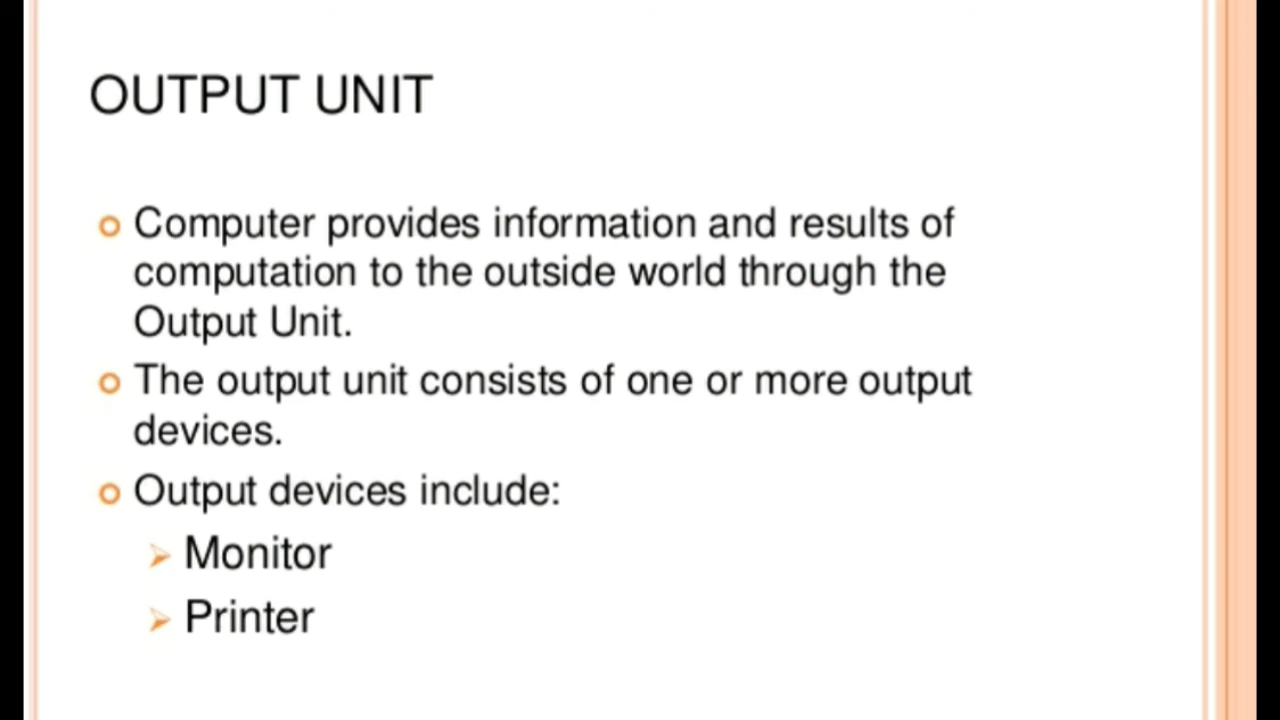 OUTPUT UNIT
Computer provides information and results of
computation to the outside world through the
Output Unit.
The output unit consists of one or more output
devices.
Output devices include:
Monitor
Printer